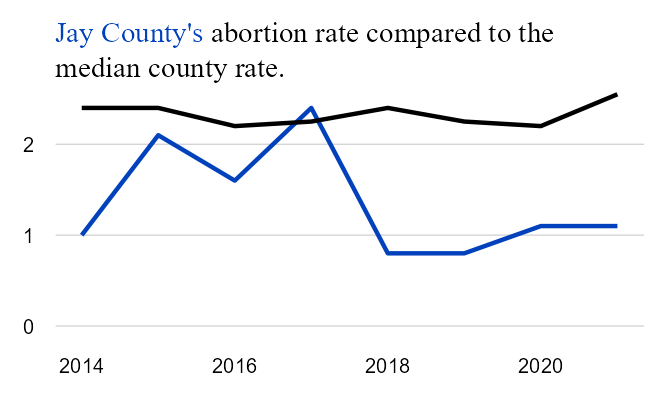 Jay County's abortion rate compared to the
median county rate.
2
1
0
2014 2016 2018 2020